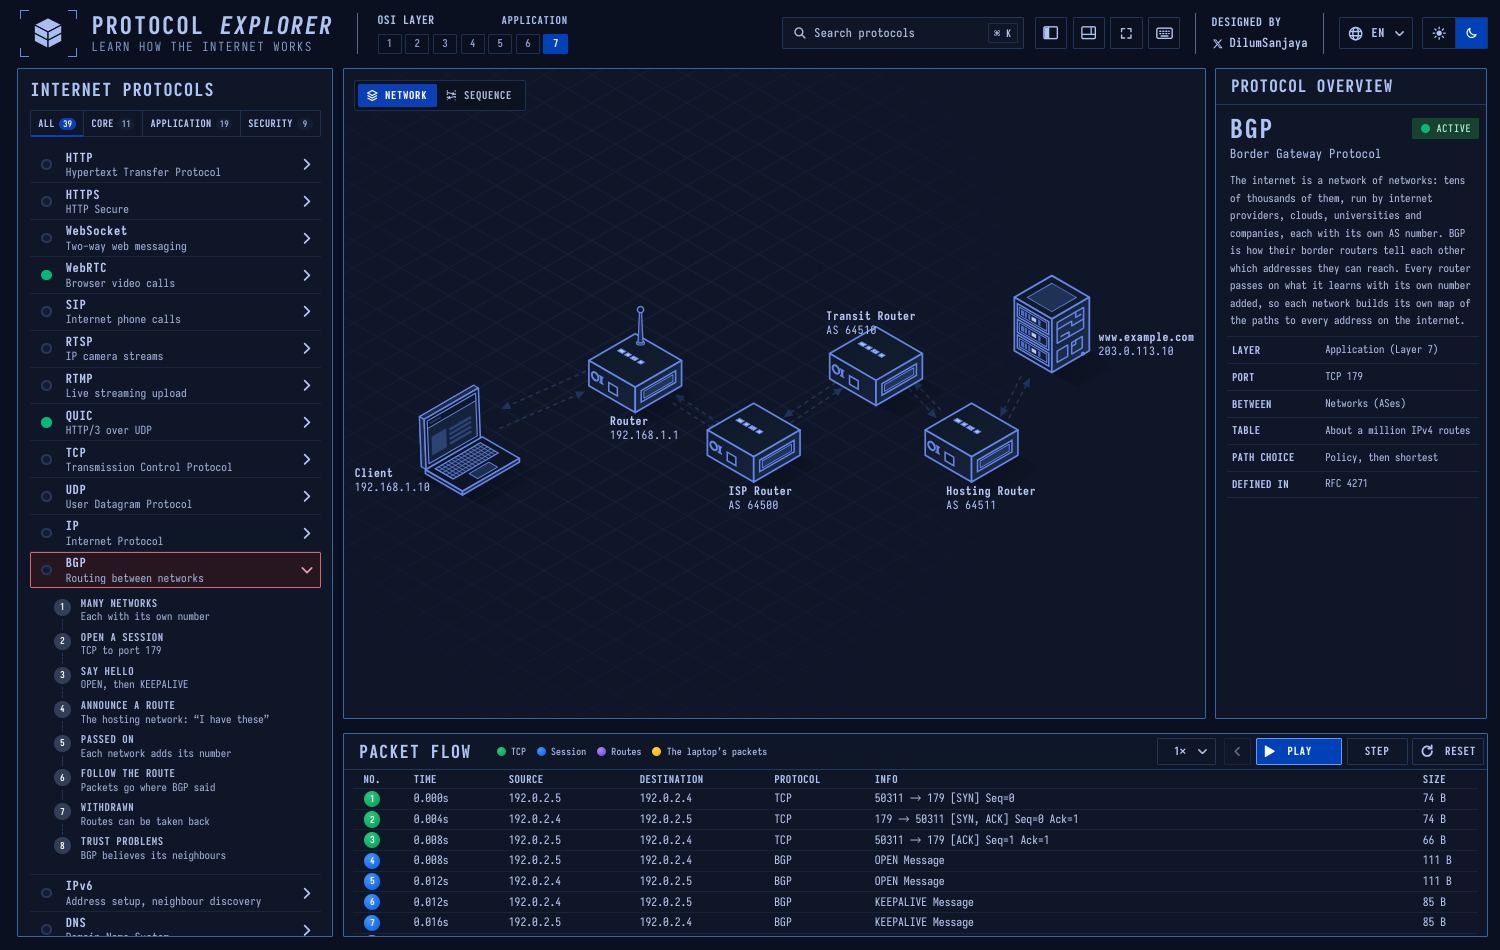 PROTOCOL EXPLORER
LEARN HOW THE INTERNET WORKS
OSI LAYER APPLICATION
1 2 3 4 5 6 7
Search protocols ⌘ K
DESIGNED BY
DilumSanjaya
EN
INTERNET PROTOCOLS
ALL 39 CORE 11 APPLICATION 19 SECURITY 9
HTTP
Hypertext Transfer Protocol
HTTPS
HTTP Secure
WebSocket
Two-way web messaging
WebRTC
Browser video calls
SIP
Internet phone calls
RTSP
IP camera streams
RTMP
Live streaming upload
QUIC
HTTP/3 over UDP
TCP
Transmission Control Protocol
UDP
User Datagram Protocol
IP
Internet Protocol
BGP
Routing between networks
1 MANY NETWORKS
Each with its own number
2 OPEN A SESSION
TCP to port 179
3 SAY HELLO
OPEN, then KEEPALIVE
4 ANNOUNCE A ROUTE
The hosting network: “I have these”
5 PASSED ON
Each network adds its number
6 FOLLOW THE ROUTE
Packets go where BGP said
7 WITHDRAWN
Routes can be taken back
8 TRUST PROBLEMS
BGP believes its neighbours
IPv6
Address setup, neighbour discovery
DNS
Domain Name System
NETWORK SEQUENCE
Client
192.168.1.10
Router
192.168.1.1
ISP Router
AS 64500
Transit Router
AS 64510
Hosting Router
AS 64511
www.example.com
203.0.113.10
PROTOCOL OVERVIEW
BGP
ACTIVE
Border Gateway Protocol
The internet is a network of networks: tens
of thousands of them, run by internet
providers, clouds, universities and
companies, each with its own AS number. BGP
is how their border routers tell each other
which addresses they can reach. Every router
passes on what it learns with its own number
added, so each network builds its own map of
the paths to every address on the internet.
LAYER Application (Layer 7)
PORT TCP 179
BETWEEN Networks (ASes)
TABLE About a million IPv4 routes
PATH CHOICE Policy, then shortest
DEFINED IN RFC 4271
PACKET FLOW
TCP Session Routes The laptop’s packets
1× PLAY STEP RESET
NO. TIME SOURCE DESTINATION PROTOCOL INFO SIZE
1 0.000s 192.0.2.5 192.0.2.4 TCP 50311 → 179 [SYN] Seq=0 74 B
2 0.004s 192.0.2.4 192.0.2.5 TCP 179 → 50311 [SYN, ACK] Seq=0 Ack=1 74 B
3 0.008s 192.0.2.5 192.0.2.4 TCP 50311 → 179 [ACK] Seq=1 Ack=1 66 B
4 0.008s 192.0.2.5 192.0.2.4 BGP OPEN Message 111 B
5 0.012s 192.0.2.4 192.0.2.5 BGP OPEN Message 111 B
6 0.012s 192.0.2.4 192.0.2.5 BGP KEEPALIVE Message 85 B
7 0.016s 192.0.2.5 192.0.2.4 BGP KEEPALIVE Message 85 B